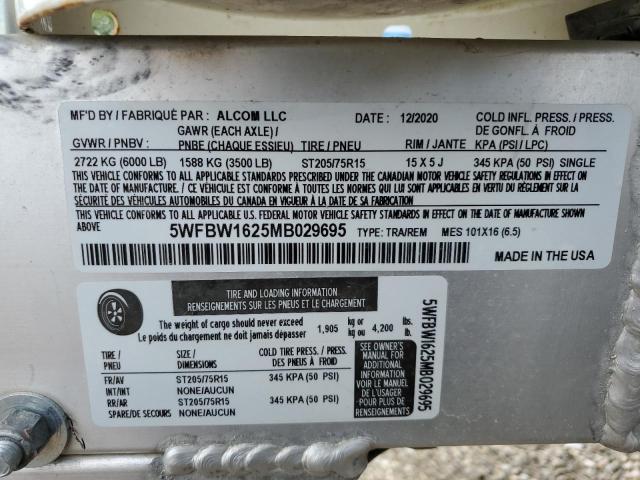 MF'D BY / FABRIQUÉ PAR : ALCOM LLC DATE : 12/2020 COLD INFL. PRESS. / PRESS.
GAWR (EACH AXLE) / DE GONFL. À FROID
GVWR / PNBV : PNBE (CHAQUE ESSIEU) TIRE / PNEU RIM / JANTE KPA (PSI / LPC)
2722 KG (6000 LB) 1588 KG (3500 LB) ST205/75R15 15 X 5 J 345 KPA (50 PSI) SINGLE
THIS VEHICLE CONFORMS TO ALL APPLICABLE STANDARDS PRESCRIBED UNDER THE CANADIAN MOTOR VEHICLE SAFETY REGULATIONS IN EFFECT ON THE
DATE OF MANUFACTURE. / CE VÉHICULE EST CONFORME À TOUTES LES NORMES QUI LUI SONT APPLICABLES EN VERTU DU RÈGLEMENT SUR LA
SÉCURITÉ DES VÉHICULES AUTOMOBILES DU CANADA EN VIGUEUR À LA DATE DE SA FABRICATION.
THIS VEHICLE CONFORMS TO ALL APPLICABLE FEDERAL MOTOR VEHICLE SAFETY STANDARDS IN EFFECT ON THE DATE OF MANUFACTURE SHOWN
ABOVE.
5WFBW1625MB029695 TYPE: TRA/REM MES 101X16 (6.5)
MADE IN THE USA
TIRE AND LOADING INFORMATION
RENSEIGNEMENTS SUR LES PNEUS ET LE CHARGEMENT
The weight of cargo should never exceed
Le poids du chargement ne doit jamais dépasser 1,905 kg or kg ou 4,200 lbs. lb.
TIRE / PNEU SIZE / DIMENSIONS COLD TIRE PRESSURE / PRESSION DES PNEUS À FROID
FR/AV ST205/75R15 345 KPA (50 PSI)
INT/INT NONE/AUCUN NONE/AUCUN
RR/AR ST205/75R15 345 KPA (50 PSI)
SPARE/DE SECOURS NONE/AUCUN NONE/AUCUN
SEE OWNER'S
MANUAL FOR
ADDITIONAL
INFORMATION
VOIR LE MANUEL
DE L'USAGER
POUR PLUS DE
RENSEIGNEMENTS
5WFBW1625MB029695